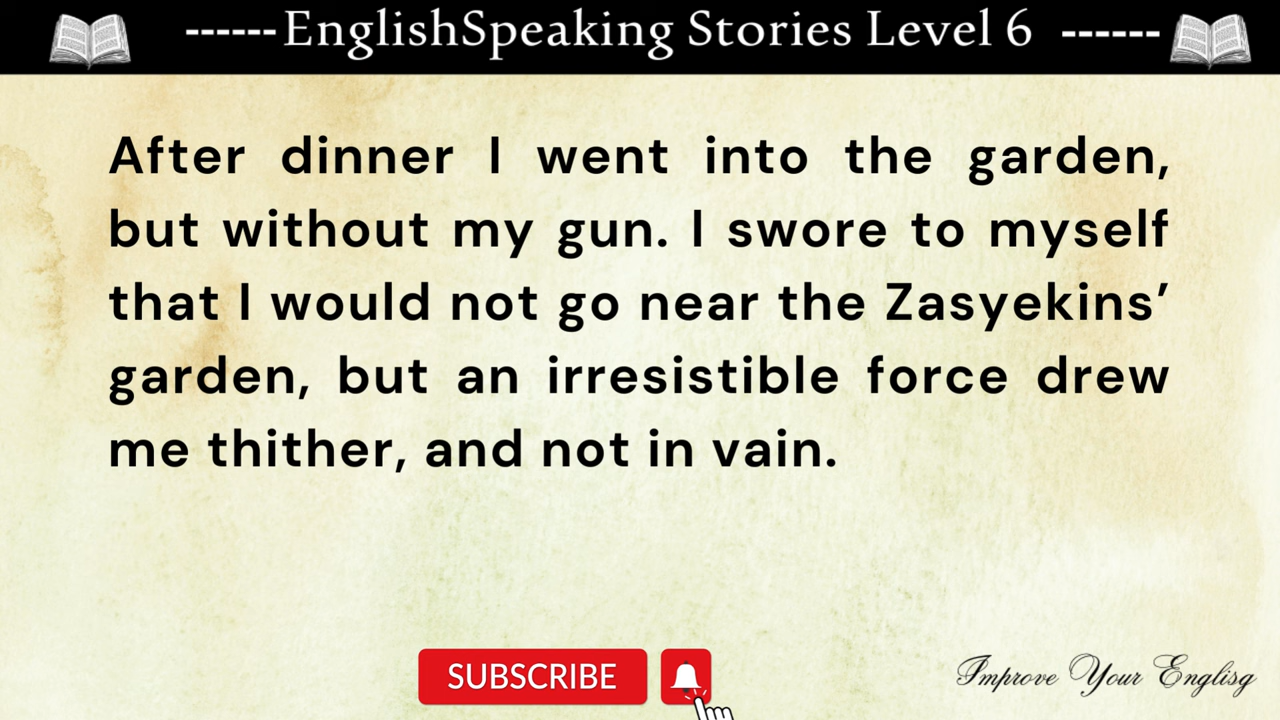 ------EnglishSpeaking Stories Level 6 ------
After dinner I went into the garden,
but without my gun. I swore to myself
that I would not go near the Zasyekins’
garden, but an irresistible force drew
me thither, and not in vain.
SUBSCRIBE
Improve Your Englisg